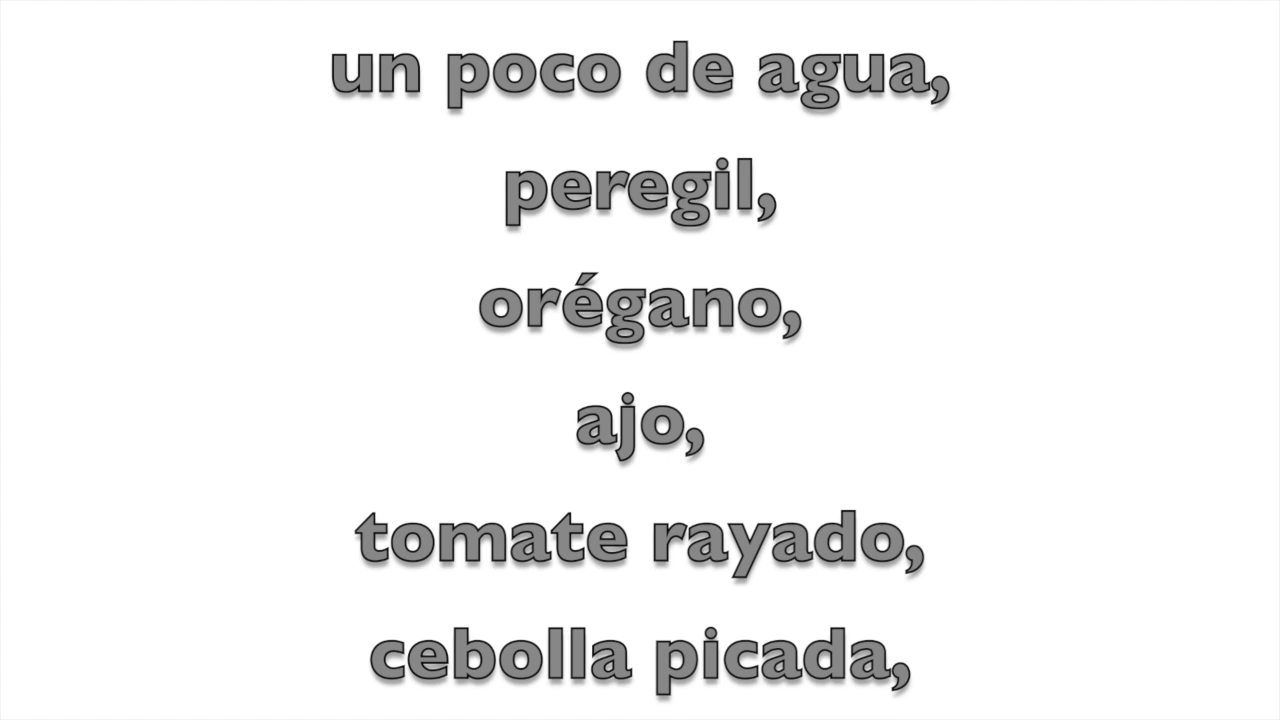 un poco de agua,
peregil,
orégano,
ajo,
tomate rayado,
cebolla picada,